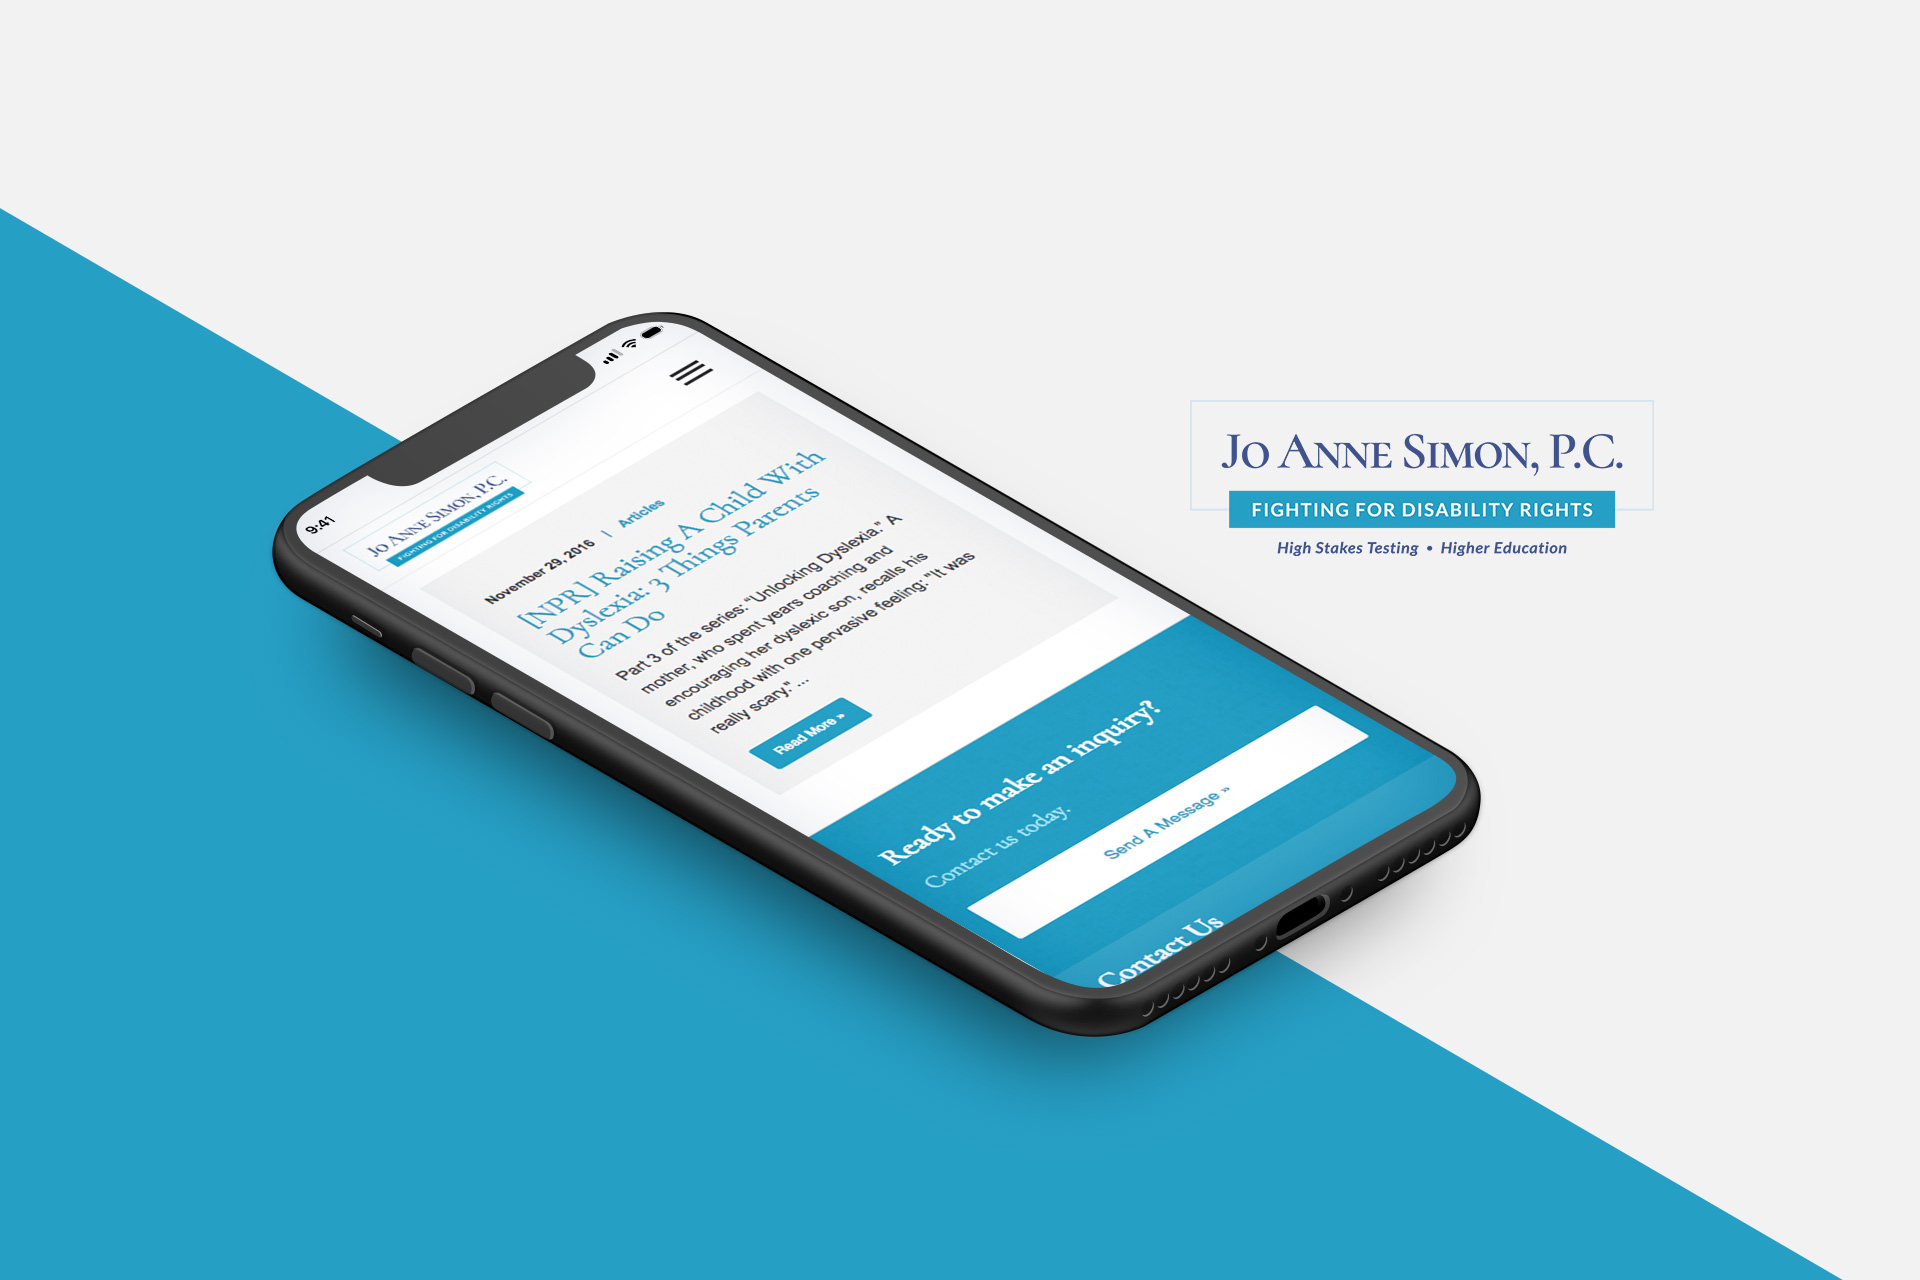 9:41
Jo Anne Simon, P.C.
FIGHTING FOR DISABILITY RIGHTS
November 29, 2016 | Articles
[NPR] Raising A Child With
Dyslexia: 3 Things Parents
Can Do
Part 3 of the series: "Unlocking Dyslexia." A
mother, who spent years coaching and
encouraging her dyslexic son, recalls his
childhood with one pervasive feeling: "It was
really scary." ...
Read More »
Ready to make an inquiry?
Contact us today.
Send A Message »
Contact Us
Jo Anne Simon, P.C.
FIGHTING FOR DISABILITY RIGHTS
High Stakes Testing • Higher Education